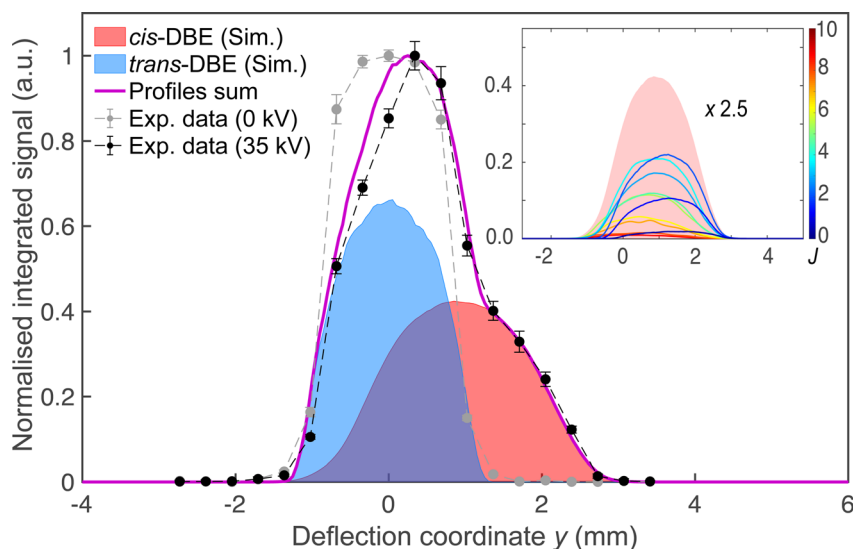 cis-DBE (Sim.)
trans-DBE (Sim.)
Profiles sum
Exp. data (0 kV)
Exp. data (35 kV)
x 2.5
0.4
0.2
0.0
-2 0 2 4
10
8
6
4
2
0
J
Normalised integrated signal (a.u.)
1
0.8
0.6
0.4
0.2
0
-4 -2 0 2 4 6
Deflection coordinate y (mm)